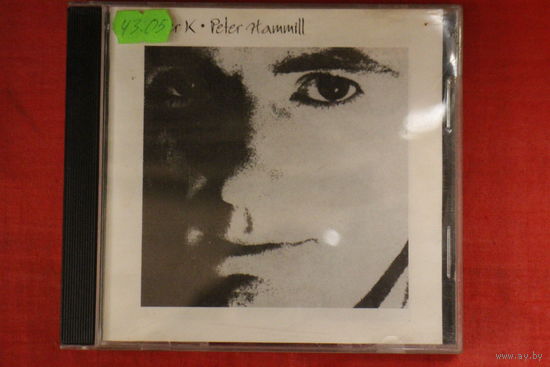 43.05
r K • Peter Hammill
www.ay.by